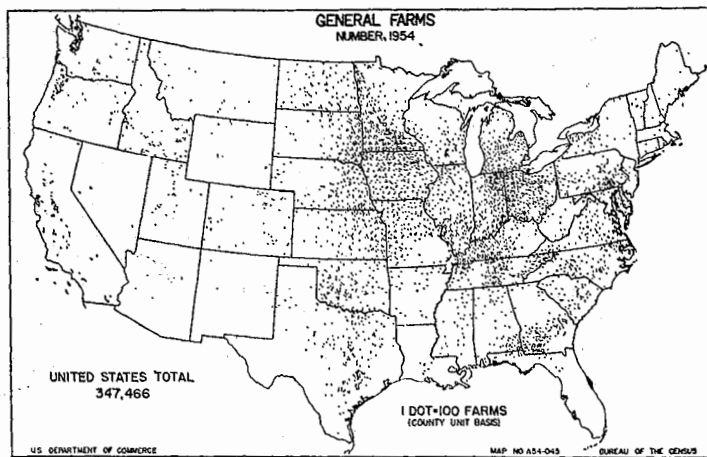 GENERAL FARMS
NUMBER, 1954
UNITED STATES TOTAL
347,466
1 DOT=100 FARMS
(COUNTY UNIT BASIS)
U.S. DEPARTMENT OF COMMERCE
MAP NO A54-045
BUREAU OF THE CENSUS